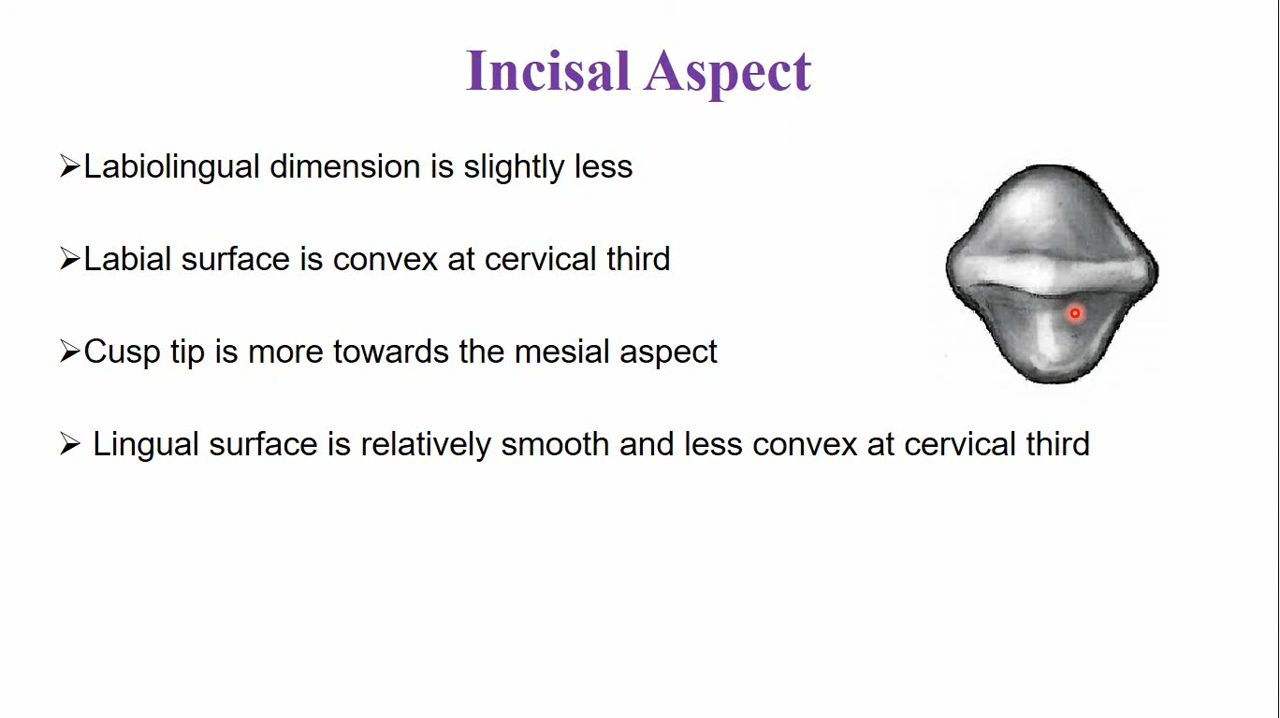 Incisal Aspect
➢Labiolingual dimension is slightly less
➢Labial surface is convex at cervical third
➢Cusp tip is more towards the mesial aspect
➢ Lingual surface is relatively smooth and less convex at cervical third